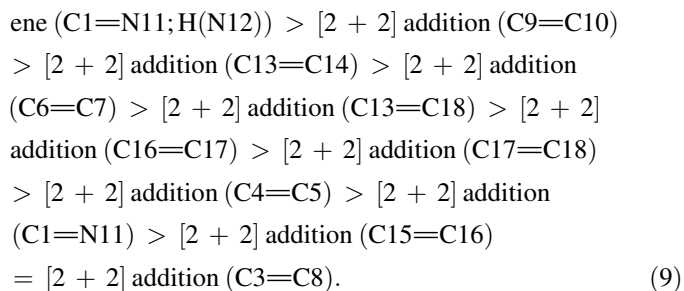 ene (C1═N11; H(N12)) > [2 + 2] addition (C9═C10)
> [2 + 2] addition (C13═C14) > [2 + 2] addition
(C6═C7) > [2 + 2] addition (C13═C18) > [2 + 2]
addition (C16═C17) > [2 + 2] addition (C17═C18)
> [2 + 2] addition (C4═C5) > [2 + 2] addition
(C1═N11) > [2 + 2] addition (C15═C16)
= [2 + 2] addition (C3═C8). (9)